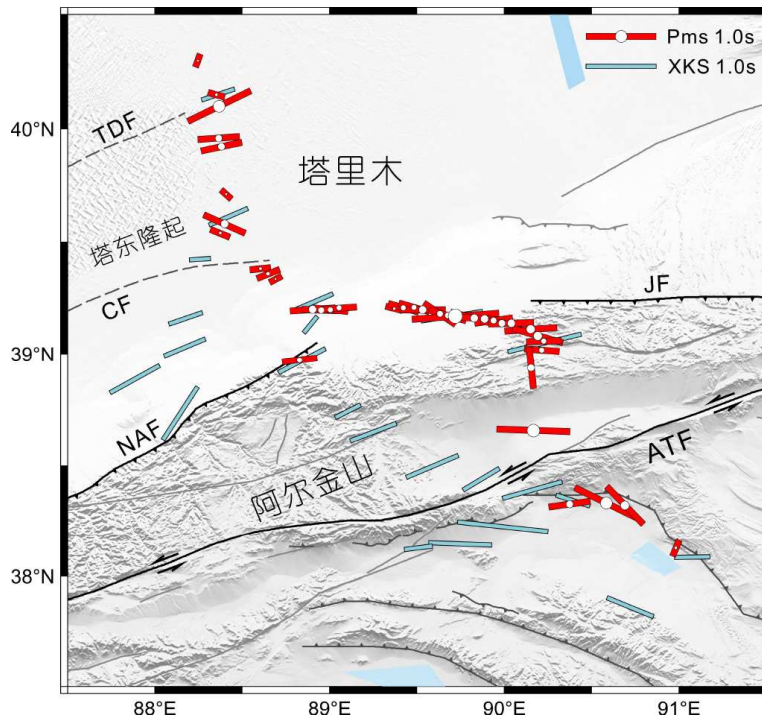 Pms 1.0s
XKS 1.0s
40°N
TDF
塔里木
塔东隆起
CF
JF
39°N
NAF
ATF
阿尔金山
38°N
88°E
89°E
90°E
91°E